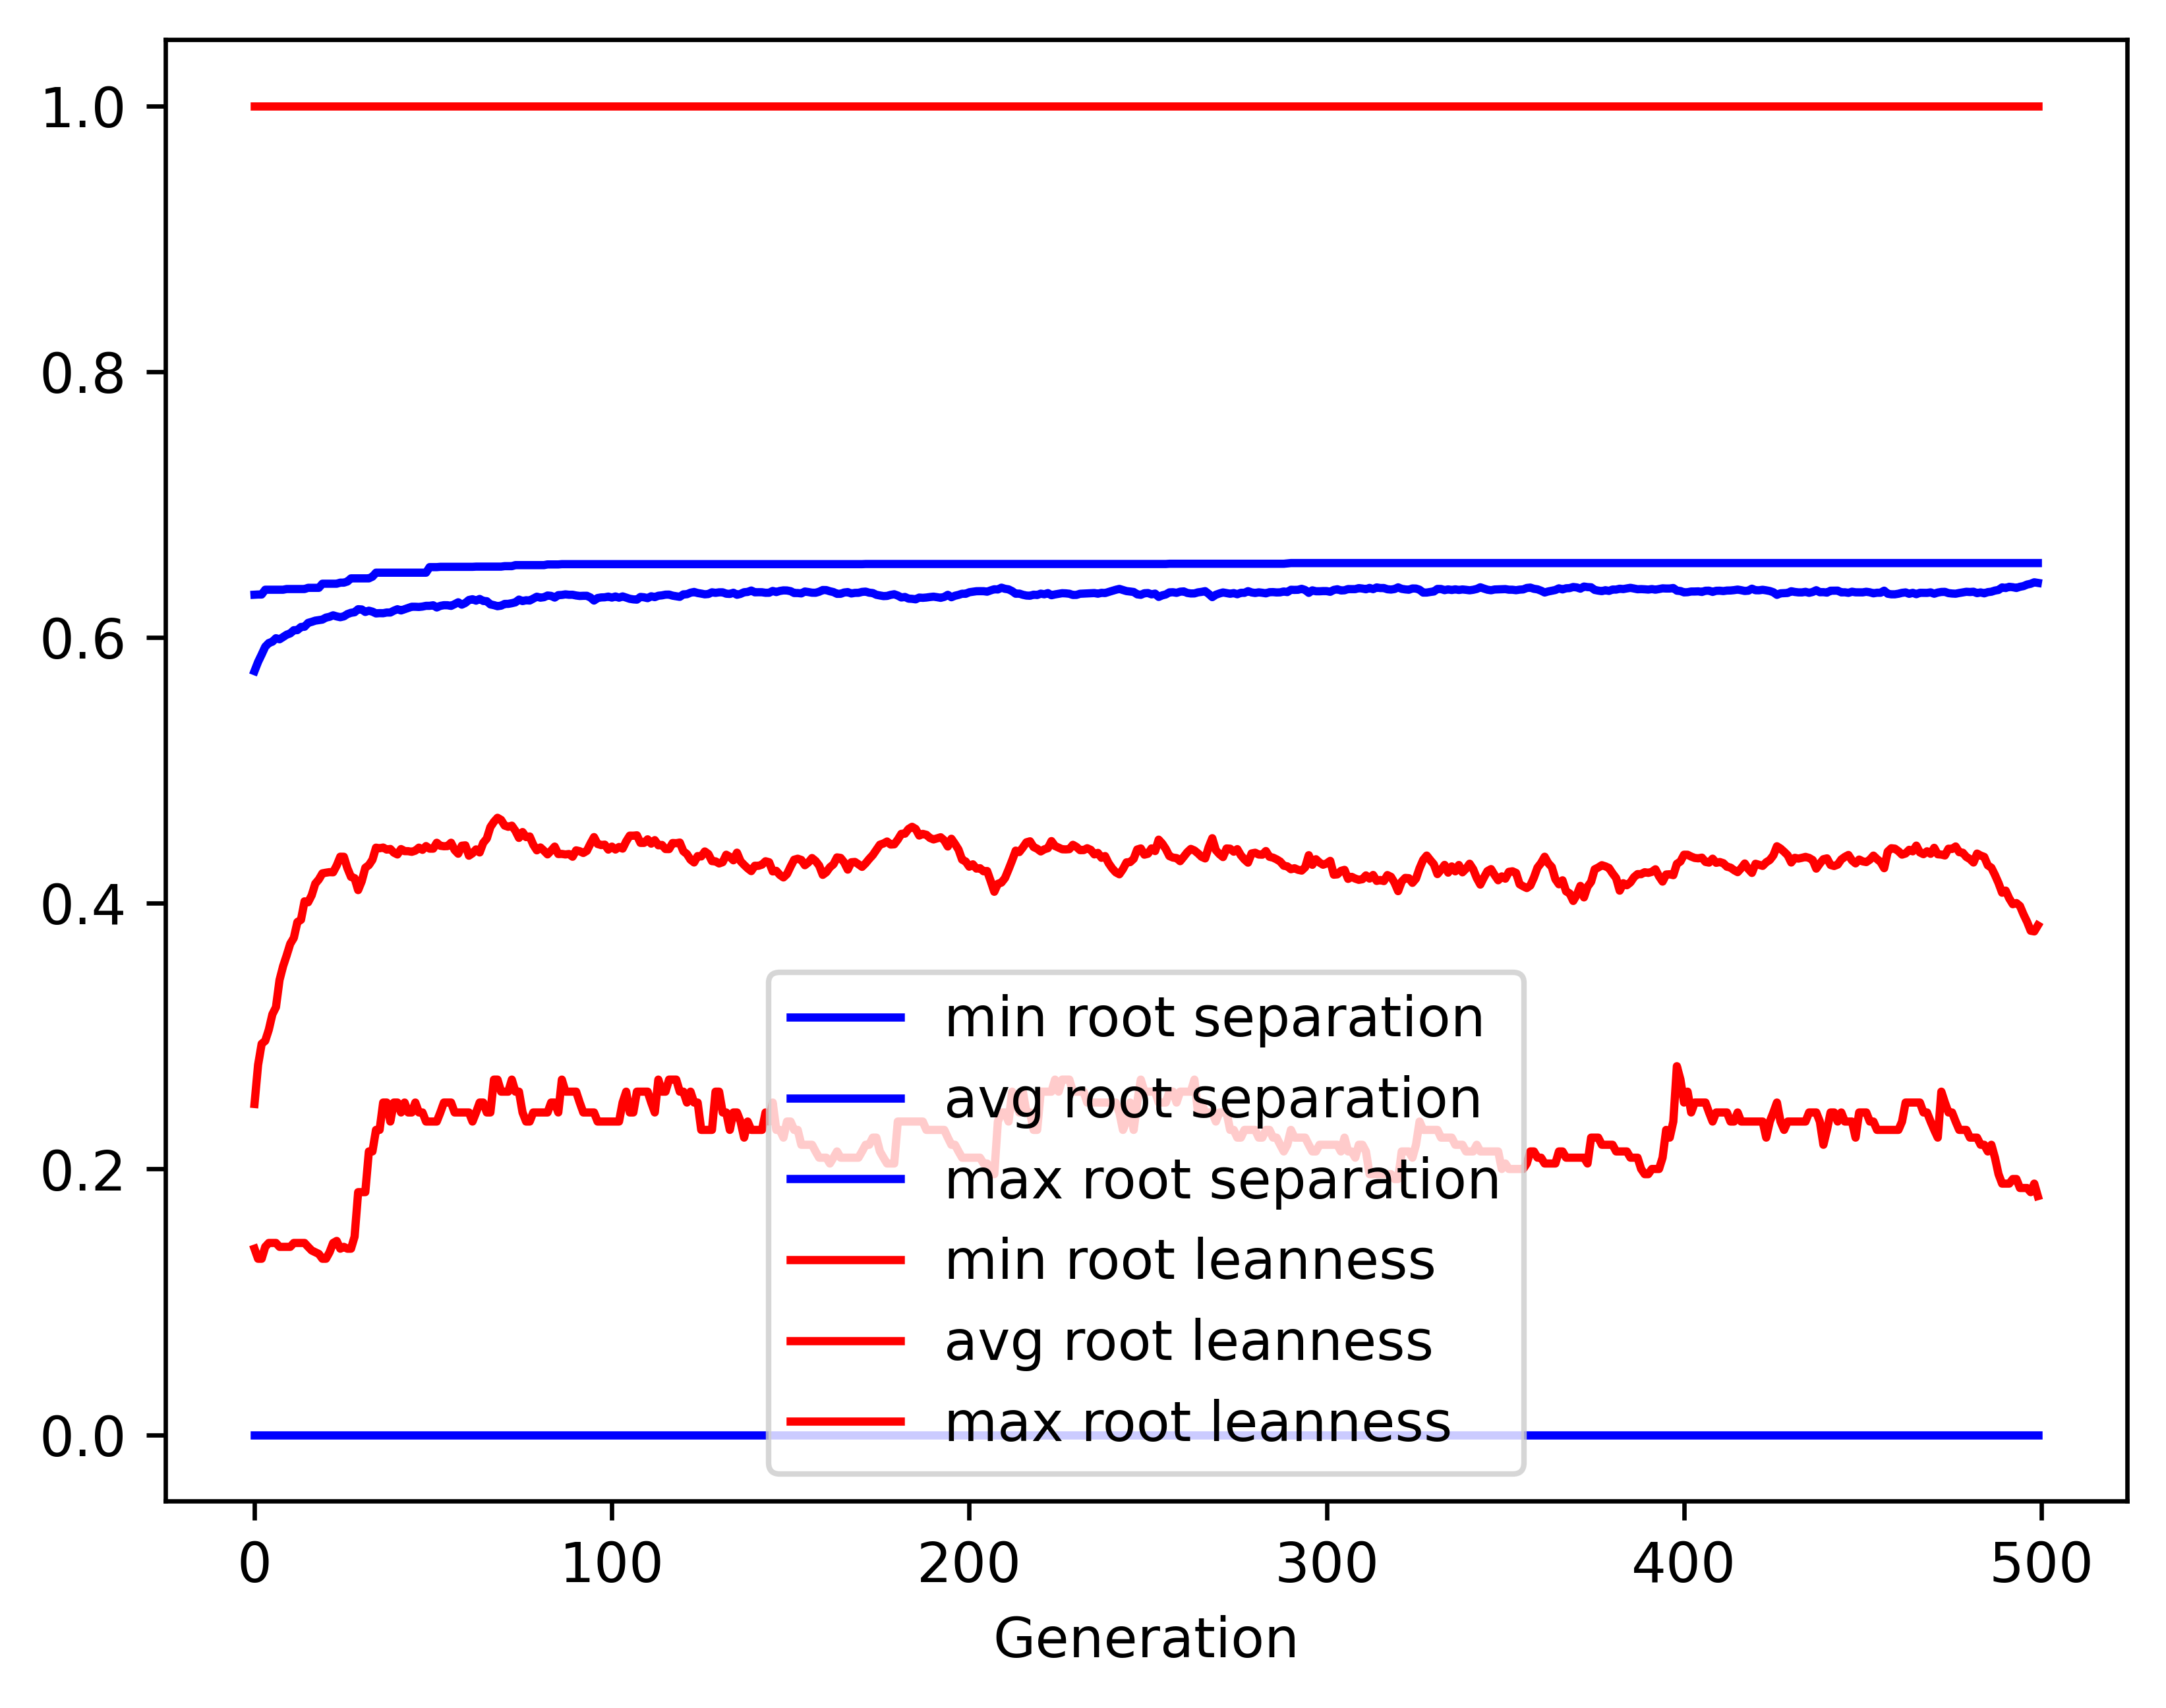 1.0
0.8
0.6
0.4
0.2
0.0
min root separation
avg root separation
max root separation
min root leanness
avg root leanness
max root leanness
0 100 200 300 400 500
Generation